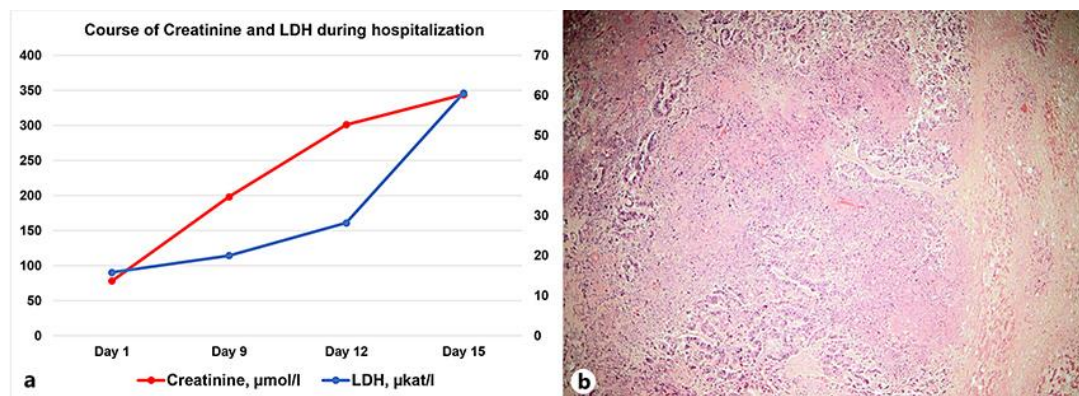 Course of Creatinine and LDH during hospitalization
400 70
350 60
300 50
250 40
200 30
150 20
100 10
50 0
0
Day 1 Day 9 Day 12 Day 15
a Creatinine, µmol/l LDH, µkat/l
b